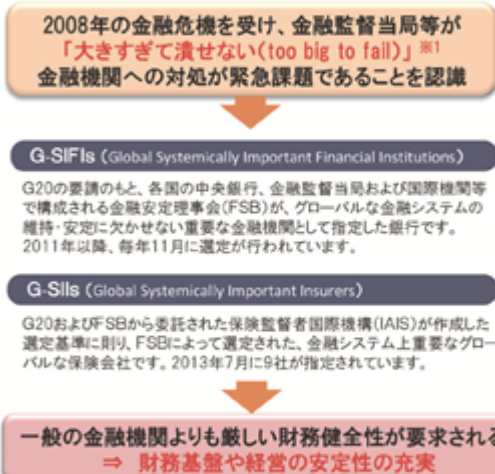 2008年の金融危機を受け、金融監督当局等が
「大きすぎて潰せない(too big to fail)」※1
金融機関への対処が緊急課題であることを認識
G-SIFIs (Global Systemically Important Financial Institutions)
G20の要請のもと、各国の中央銀行、金融監督当局および国際機関等
で構成される金融安定理事会(FSB)が、グローバルな金融システムの
維持・安定に欠かせない重要な金融機関として指定した銀行です。
2011年以降、毎年11月に選定が行われています。
G-SIIs (Global Systemically Important Insurers)
G20およびFSBから委託された保険監督者国際機構(IAIS)が作成した
選定基準に則り、FSBによって選定された、金融システム上重要なグロー
バルな保険会社です。2013年7月に9社が指定されています。
一般の金融機関よりも厳しい財務健全性が要求される
⇒ 財務基盤や経営の安定性の充実